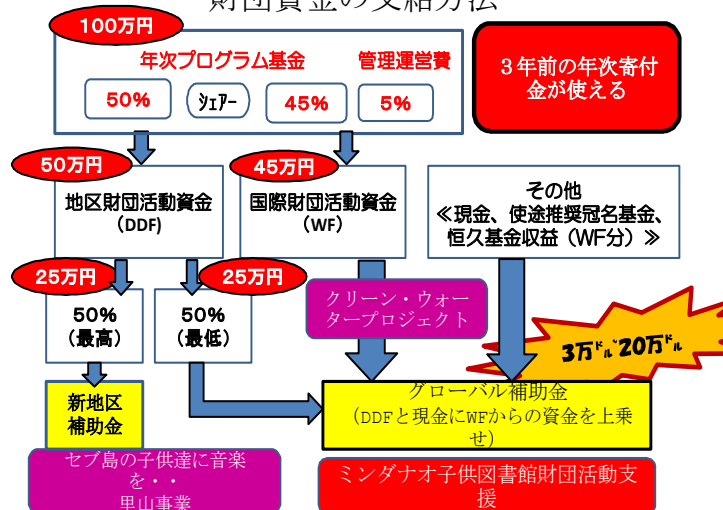 財団資金の支給方法
100万円
年次プログラム基金
管理運営費
50%
ｼｪｱｰ
45%
5%
３年前の年次寄付
金が使える
50万円
45万円
地区財団活動資金
（DDF)
国際財団活動資金
（WF）
その他
≪現金、使途推奨冠名基金、
恒久基金収益（WF分）≫
25万円
25万円
50%
（最高）
50%
（最低）
クリーン・ウォー
タープロジェクト
3万ﾄﾞﾙ~20万ﾄﾞﾙ
新地区
補助金
グローバル補助金
（DDFと現金にWFからの資金を上乗
せ）
セブ島の子供達に音楽
を・・
里山事業
ミンダナオ子供図書館財団活動支
援